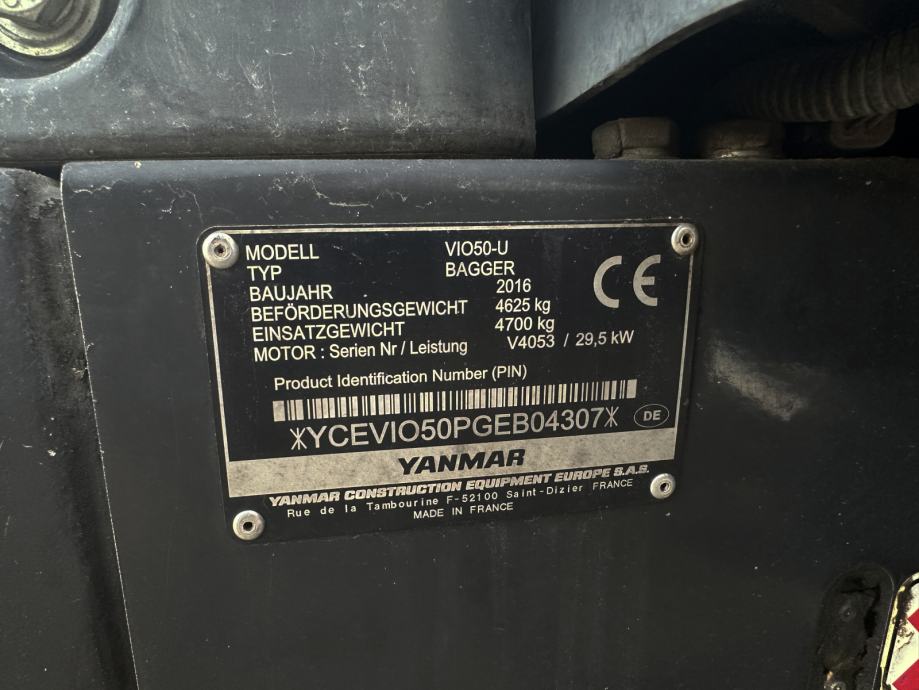 MODELL VIO50-U
TYP BAGGER
BAUJAHR 2016
BEFÖRDERUNGSGEWICHT 4625 kg
EINSATZGEWICHT 4700 kg
MOTOR : Serien Nr / Leistung V4053 / 29,5 kW
CE
Product Identification Number (PIN)
*YCEVIO50PGEB04307*
DE
YANMAR
YANMAR CONSTRUCTION EQUIPMENT EUROPE S.A.S.
Rue de la Tambourine F-52100 Saint-Dizier FRANCE
MADE IN FRANCE